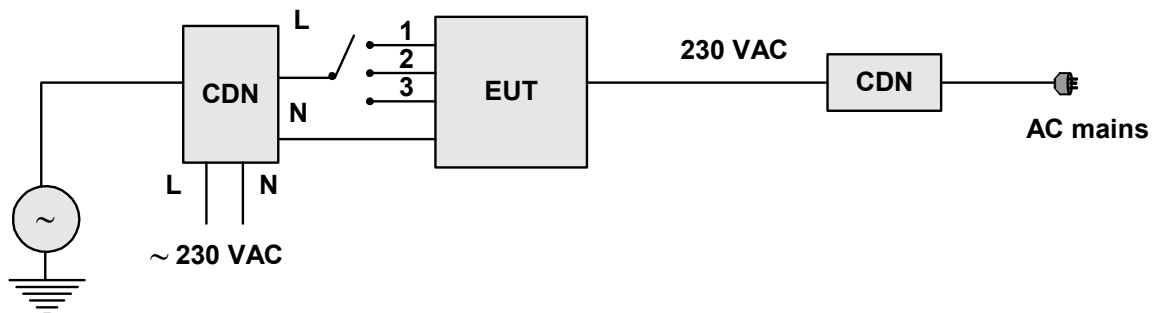 L
1
2
3
N
CDN
EUT
230 VAC
CDN
AC mains
L
N
~
~ 230 VAC